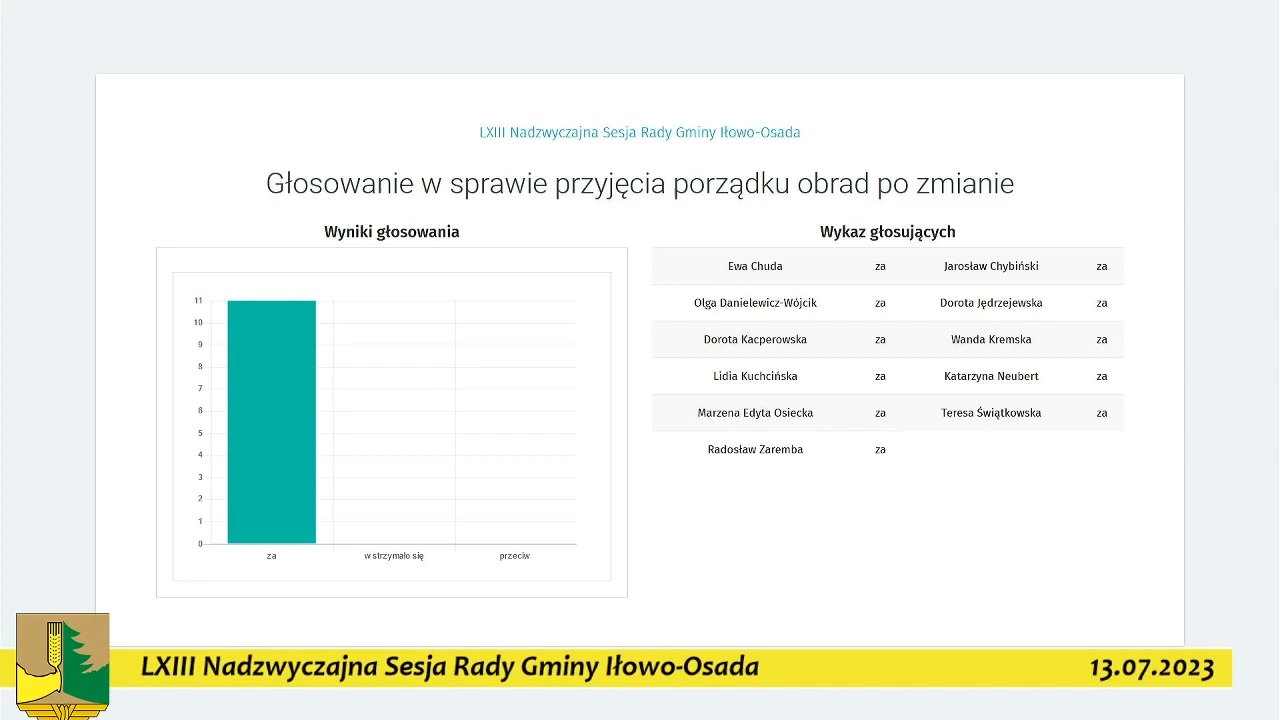 LXIII Nadzwyczajna Sesja Rady Gminy Iłowo-Osada
Głosowanie w sprawie przyjęcia porządku obrad po zmianie
Wyniki głosowania
11
10
9
8
7
6
5
4
3
2
1
0
za
wstrzymało się
przeciw
Wykaz głosujących
Ewa Chuda za Jarosław Chybiński za
Olga Danielewicz-Wójcik za Dorota Jędrzejewska za
Dorota Kacperowska za Wanda Kremska za
Lidia Kuchcińska za Katarzyna Neubert za
Marzena Edyta Osiecka za Teresa Świątkowska za
Radosław Zaremba za
LXIII Nadzwyczajna Sesja Rady Gminy Iłowo-Osada 13.07.2023